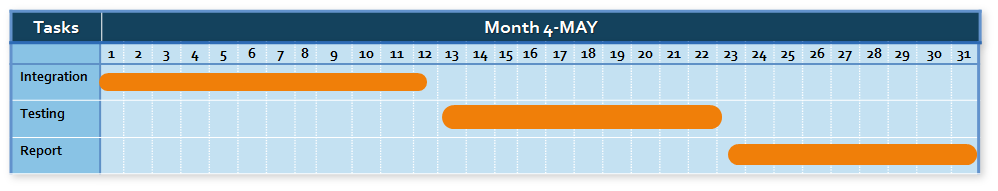 Tasks Month 4-MAY
1 2 3 4 5 6 7 8 9 10 11 12 13 14 15 16 17 18 19 20 21 22 23 24 25 26 27 28 29 30 31
Integration
Testing
Report